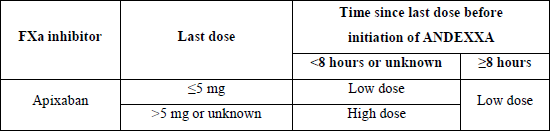 FXa inhibitor
Last dose
Time since last dose before
initiation of ANDEXXA
<8 hours or unknown
≥8 hours
Apixaban
≤5 mg
Low dose
Low dose
>5 mg or unknown
High dose